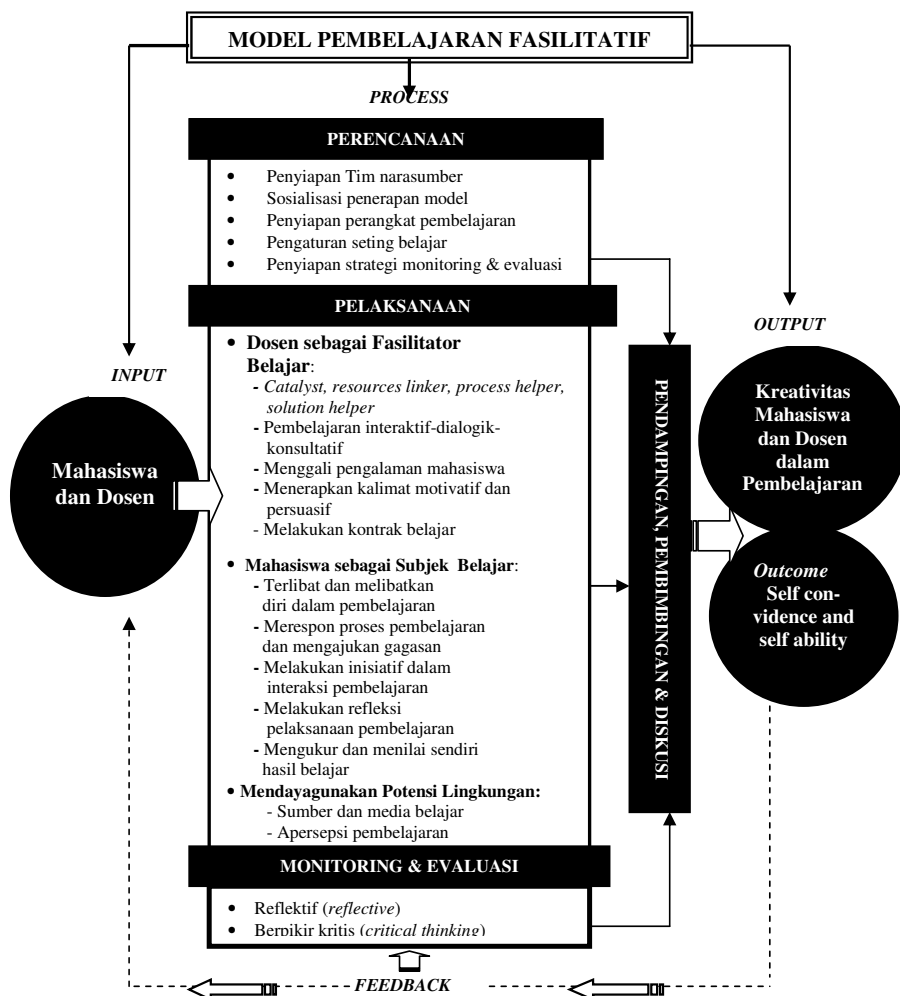 MODEL PEMBELAJARAN FASILITATIF
PROCESS
PERENCANAAN
• Penyiapan Tim narasumber
• Sosialisasi penerapan model
• Penyiapan perangkat pembelajaran
• Pengaturan seting belajar
• Penyiapan strategi monitoring & evaluasi
PELAKSANAAN
• Dosen sebagai Fasilitator
Belajar:
- Catalyst, resources linker, process helper,
solution helper
- Pembelajaran interaktif-dialogik-
konsultatif
- Menggali pengalaman mahasiswa
- Menerapkan kalimat motivatif dan
persuasif
- Melakukan kontrak belajar
• Mahasiswa sebagai Subjek Belajar:
- Terlibat dan melibatkan
diri dalam pembelajaran
- Merespon proses pembelajaran
dan mengajukan gagasan
- Melakukan inisiatif dalam
interaksi pembelajaran
- Melakukan refleksi
pelaksanaan pembelajaran
- Mengukur dan menilai sendiri
hasil belajar
• Mendayagunakan Potensi Lingkungan:
- Sumber dan media belajar
- Apersepsi pembelajaran
MONITORING & EVALUASI
• Reflektif (reflective)
• Berpikir kritis (critical thinking)
INPUT
Mahasiswa
dan Dosen
PENDAMPINGAN, PEMBIMBINGAN & DISKUSI
OUTPUT
Kreativitas
Mahasiswa
dan Dosen
dalam
Pembelajaran
Outcome
Self con-
vidence and
self ability
FEEDBACK